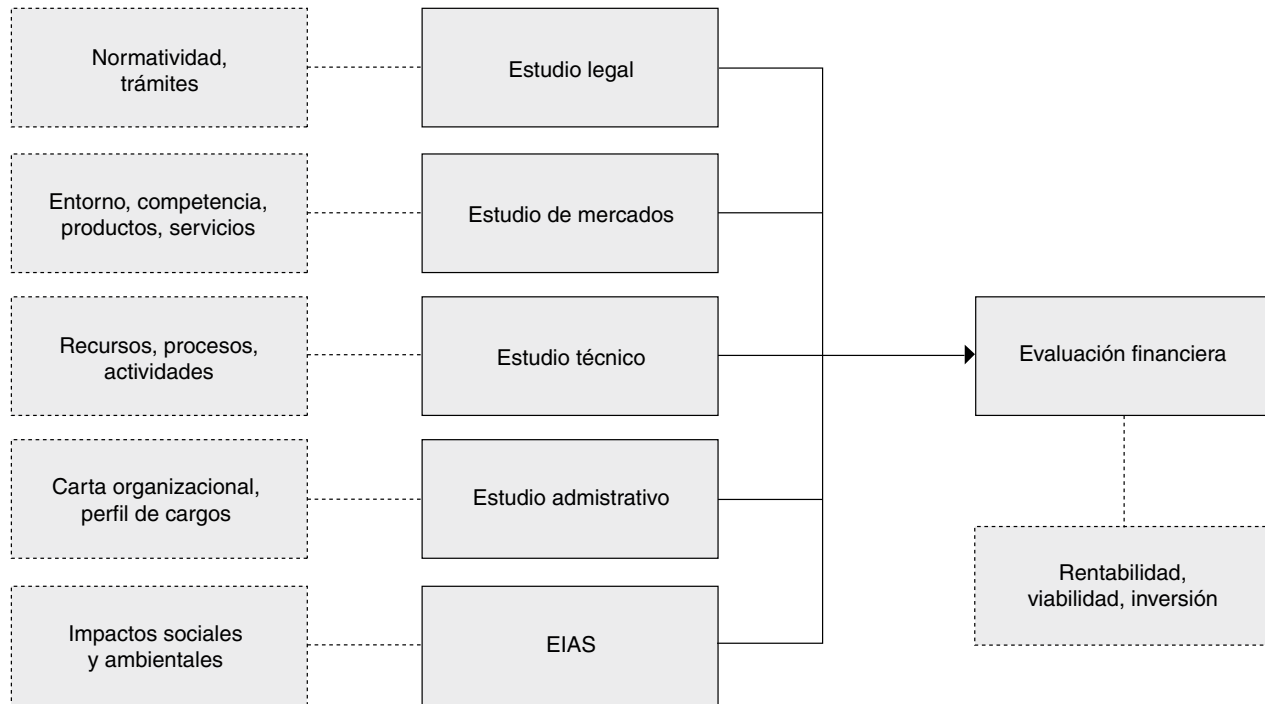 Normatividad,
trámites
Estudio legal
Entorno, competencia,
productos, servicios
Estudio de mercados
Recursos, procesos,
actividades
Estudio técnico
Evaluación financiera
Carta organizacional,
perfil de cargos
Estudio admistrativo
Rentabilidad,
viabilidad, inversión
Impactos sociales
y ambientales
EIAS